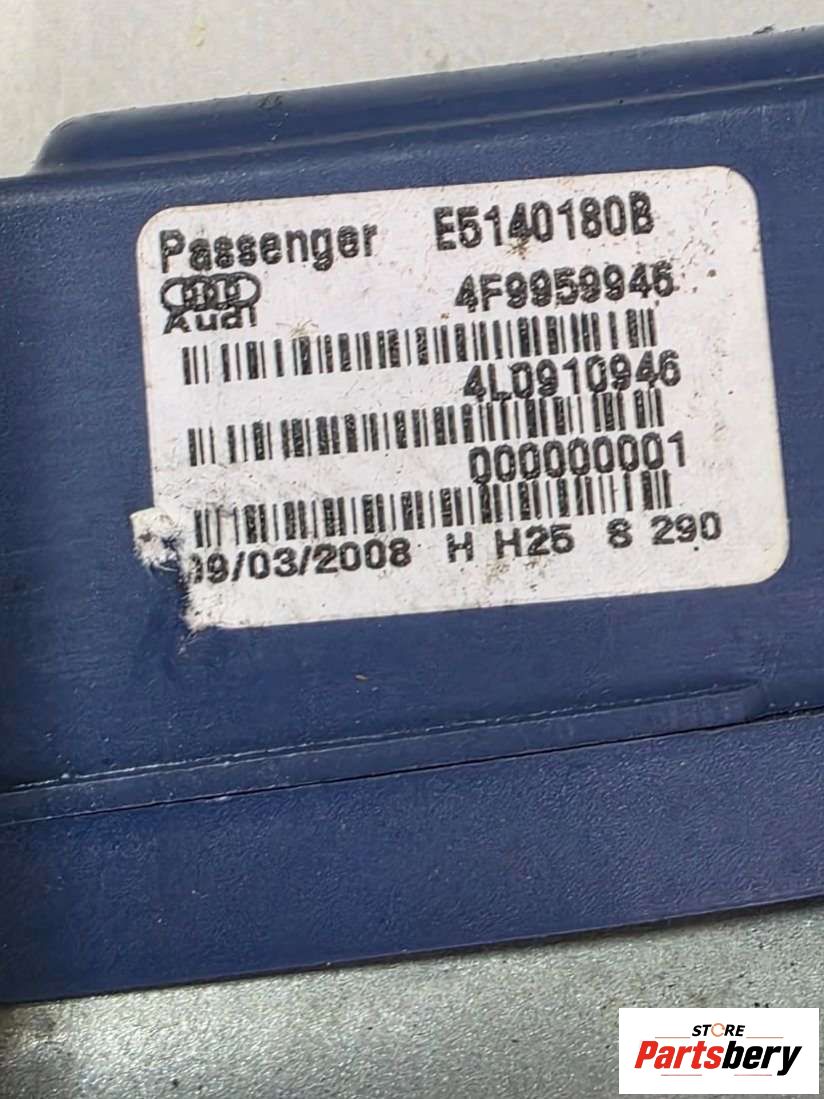 Passenger E5140180B
Audi 4F9959946
4L0910946
000000001
09/03/2008 H H25 8 290
STORE
Partsbery